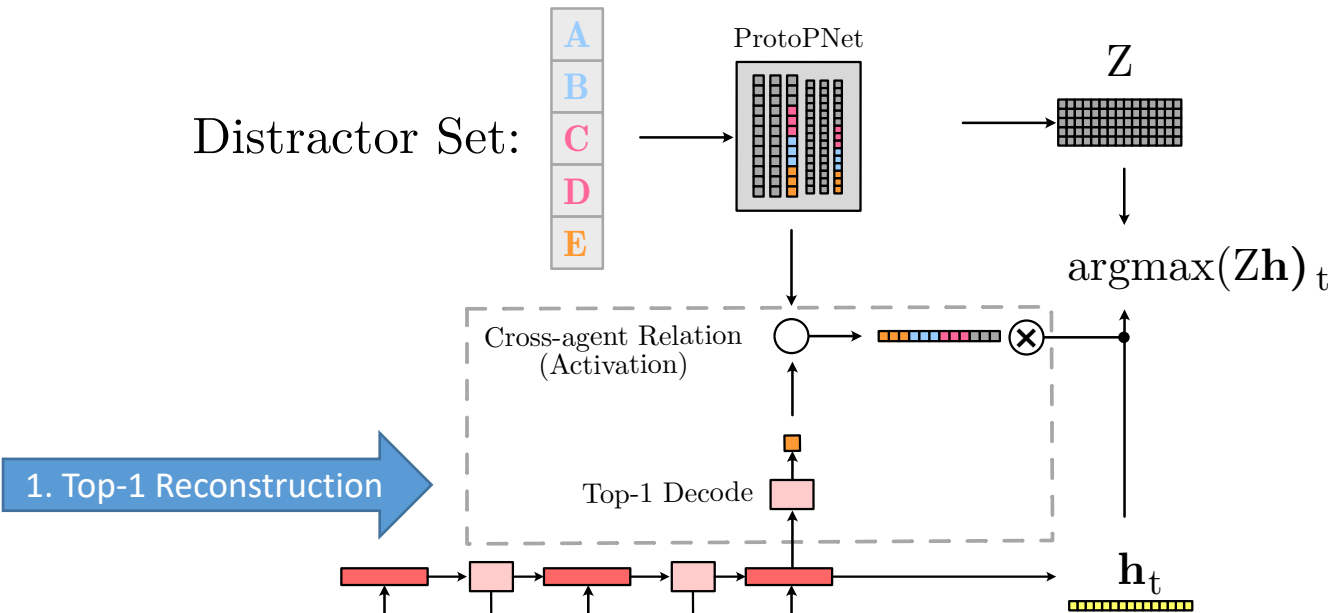 ProtoPNet
Z
A
B
C
D
E
Distractor Set:
argmax(Zh) t
Cross-agent Relation
(Activation)
1. Top-1 Reconstruction
Top-1 Decode
ht